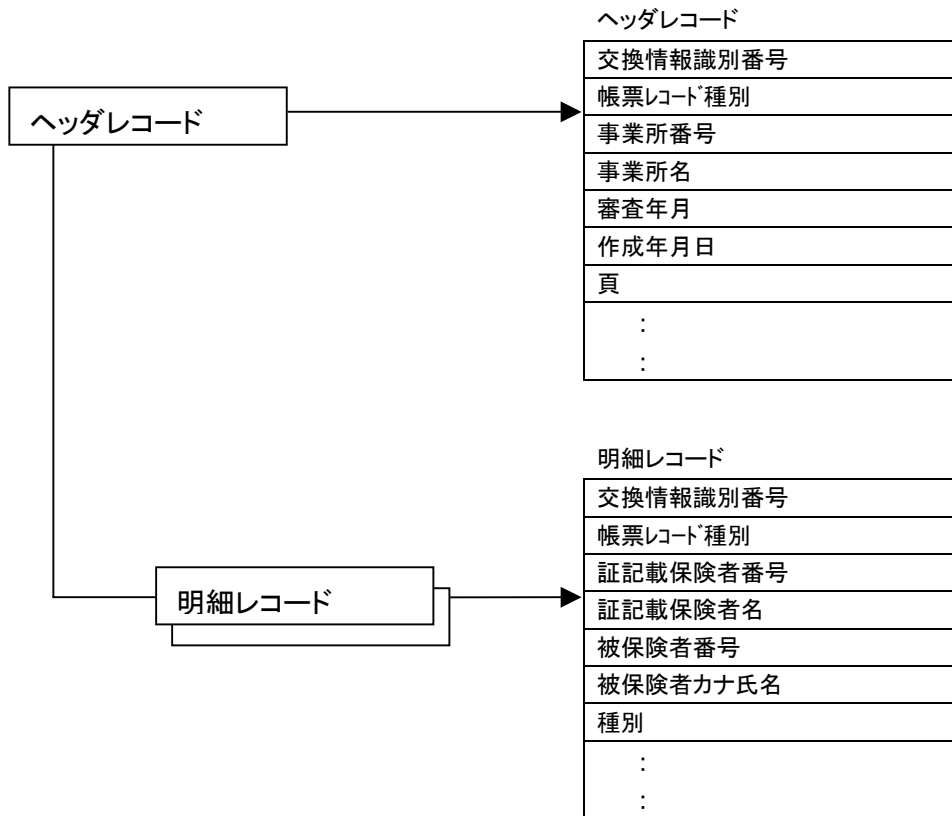 ヘッダレコード
ヘッダレコード
交換情報識別番号
帳票ﾚｺｰﾄﾞ種別
事業所番号
事業所名
審査年月
作成年月日
頁
:
:
明細レコード
明細レコード
交換情報識別番号
帳票ﾚｺｰﾄﾞ種別
証記載保険者番号
証記載保険者名
被保険者番号
被保険者カナ氏名
種別
:
: